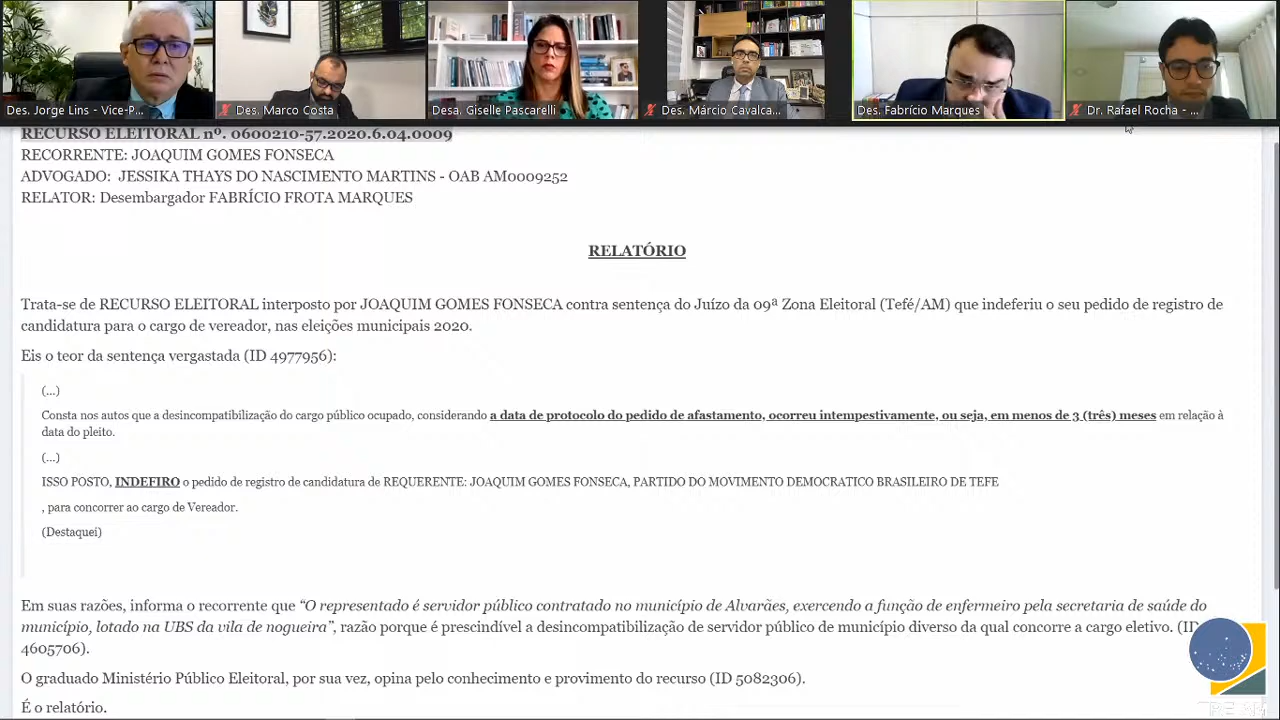 Des. Jorge Lins - Vice-P...
Des. Marco Costa
Desa. Giselle Pascarelli
Des. Márcio Cavalca...
Des. Fabrício Marques
Dr. Rafael Rocha - ...
RECURSO ELEITORAL nº. 0600210-57.2020.6.04.0009
RECORRENTE: JOAQUIM GOMES FONSECA
ADVOGADO: JESSIKA THAYS DO NASCIMENTO MARTINS - OAB AM0009252
RELATOR: Desembargador FABRÍCIO FROTA MARQUES
RELATÓRIO
Trata-se de RECURSO ELEITORAL interposto por JOAQUIM GOMES FONSECA contra sentença do Juízo da 09ª Zona Eleitoral (Tefé/AM) que indeferiu o seu pedido de registro de
candidatura para o cargo de vereador, nas eleições municipais 2020.
Eis o teor da sentença vergastada (ID 4977956):
(...)
Consta nos autos que a desincompatibilização do cargo público ocupado, considerando a data de protocolo do pedido de afastamento, ocorreu intempestivamente, ou seja, em menos de 3 (três) meses em relação à
data do pleito.
(...)
ISSO POSTO, INDEFIRO o pedido de registro de candidatura de REQUERENTE: JOAQUIM GOMES FONSECA, PARTIDO DO MOVIMENTO DEMOCRATICO BRASILEIRO DE TEFE
, para concorrer ao cargo de Vereador.
(Destaquei)
Em suas razões, informa o recorrente que “O representado é servidor público contratado no município de Alvarães, exercendo a função de enfermeiro pela secretaria de saúde do
município, lotado na UBS da vila de nogueira”, razão porque é prescindível a desincompatibilização de servidor público de município diverso da qual concorre a cargo eletivo. (ID
4605706).
O graduado Ministério Público Eleitoral, por sua vez, opina pelo conhecimento e provimento do recurso (ID 5082306).
É o relatório.
TRE-AM